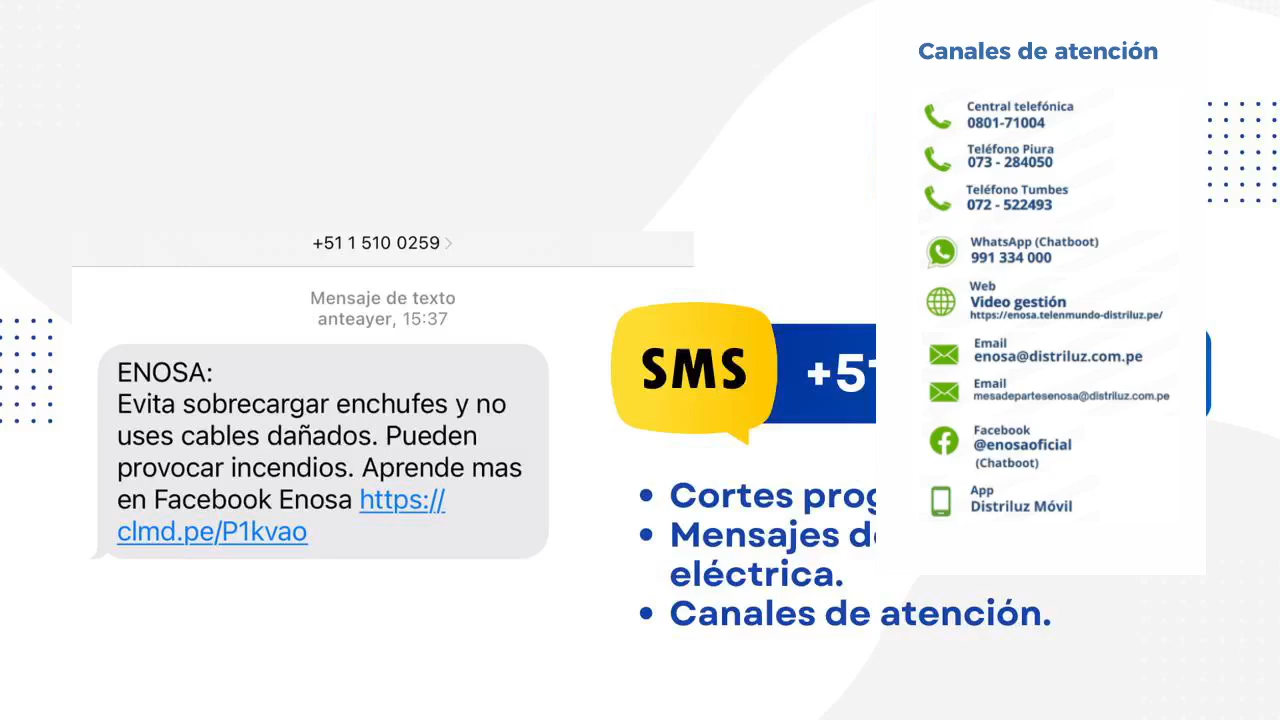 +51 1 510 0259
Mensaje de texto
anteayer, 15:37
ENOSA:
Evita sobrecargar enchufes y no
uses cables dañados. Pueden
provocar incendios. Aprende mas
en Facebook Enosa https://
clmd.pe/P1kvao
SMS
Cortes
Mensajes
eléctrica.
Canales de atención.
Canales de atención
Central telefónica
0801-71004
Teléfono Piura
073 - 284050
Teléfono Tumbes
072 - 522493
WhatsApp (Chatboot)
991 334 000
Web
Video gestión
https://enosa.telenmundo-distriluz.pe/
Email
enosa@distriluz.com.pe
Email
mesadepartesenosa@distriluz.com.pe
Facebook
@enosaoficial
(Chatboot)
App
Distriluz Móvil